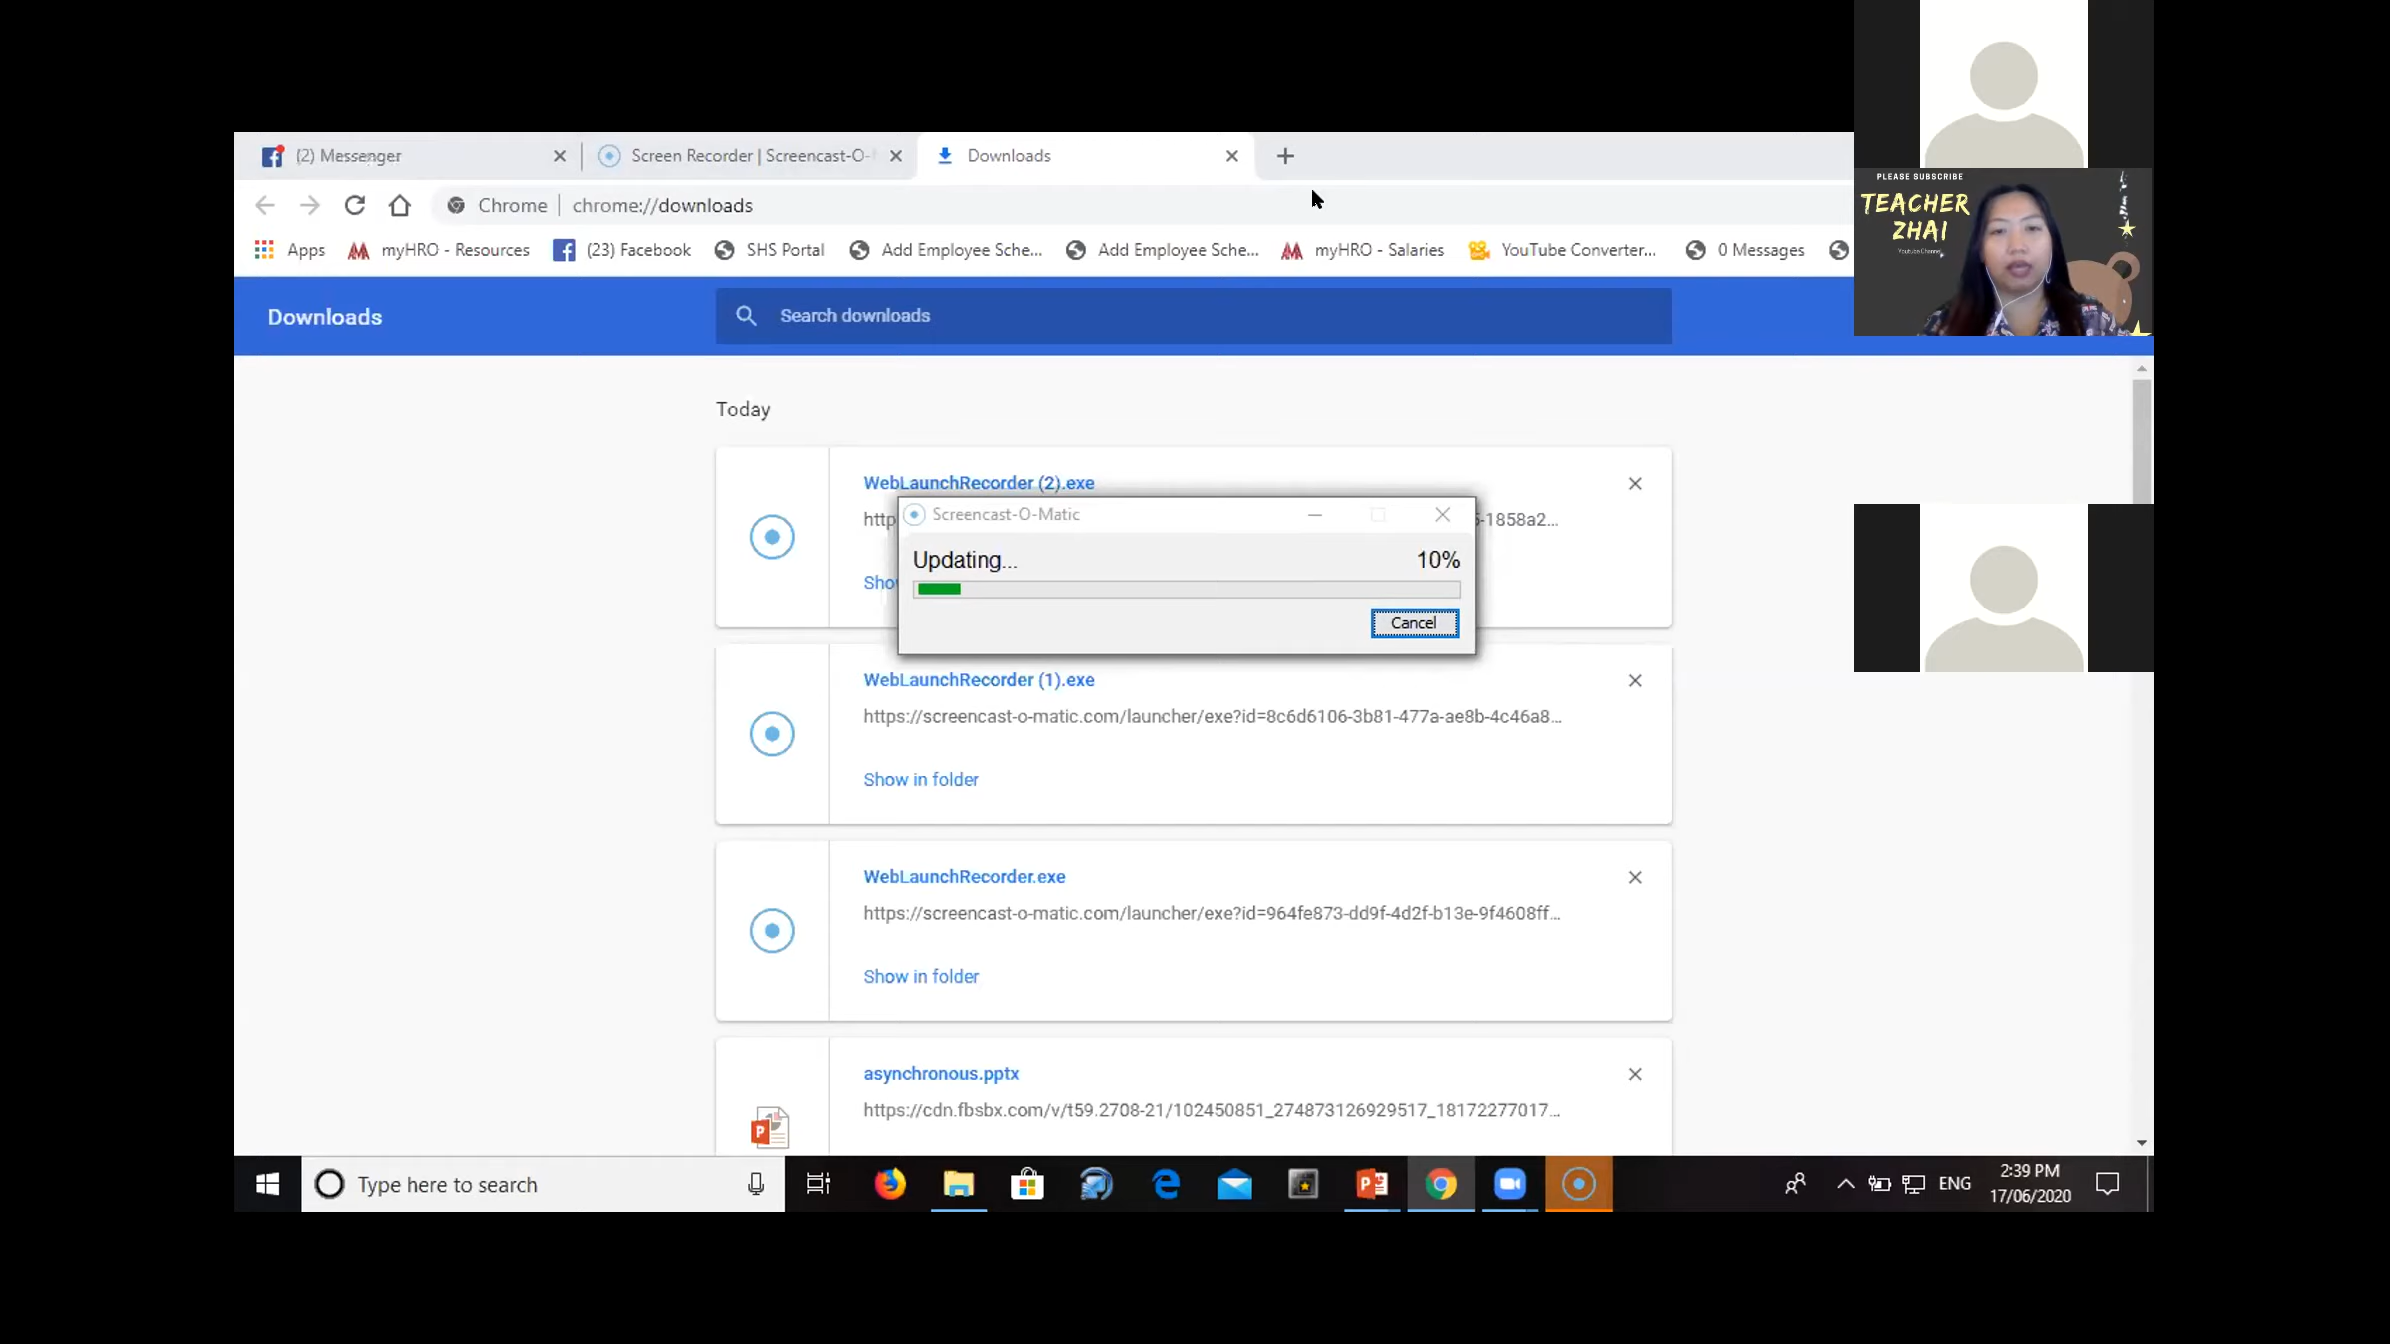 (2) Messenger
Screen Recorder | Screencast-O-
Downloads
Chrome | chrome://downloads
Apps
myHRO - Resources
(23) Facebook
SHS Portal
Add Employee Sche...
Add Employee Sche...
myHRO - Salaries
YouTube Converter...
0 Messages
PLEASE SUBSCRIBE
TEACHER
ZHAI
Youtube Channel
Downloads
Search downloads
Today
WebLaunchRecorder (2).exe
http
-1858a2...
Sho
Screencast-O-Matic
Updating...
10%
Cancel
WebLaunchRecorder (1).exe
https://screencast-o-matic.com/launcher/exe?id=8c6d6106-3b81-477a-ae8b-4c46a8...
Show in folder
WebLaunchRecorder.exe
https://screencast-o-matic.com/launcher/exe?id=964fe873-dd9f-4d2f-b13e-9f4608ff...
Show in folder
asynchronous.pptx
https://cdn.fbsbx.com/v/t59.2708-21/102450851_274873126929517_18172277017...
Type here to search
ENG
2:39 PM
17/06/2020